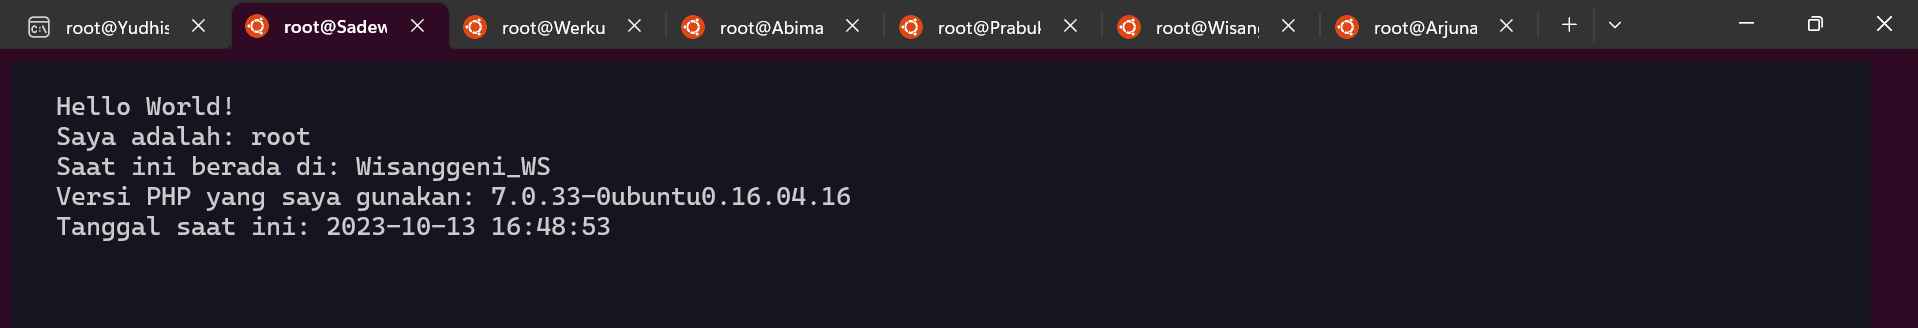 root@Yudhis
root@Sadew
root@Werku
root@Abima
root@Prabuk
root@Wisang
root@Arjuna
Hello World!
Saya adalah: root
Saat ini berada di: Wisanggeni_WS
Versi PHP yang saya gunakan: 7.0.33-0ubuntu0.16.04.16
Tanggal saat ini: 2023-10-13 16:48:53